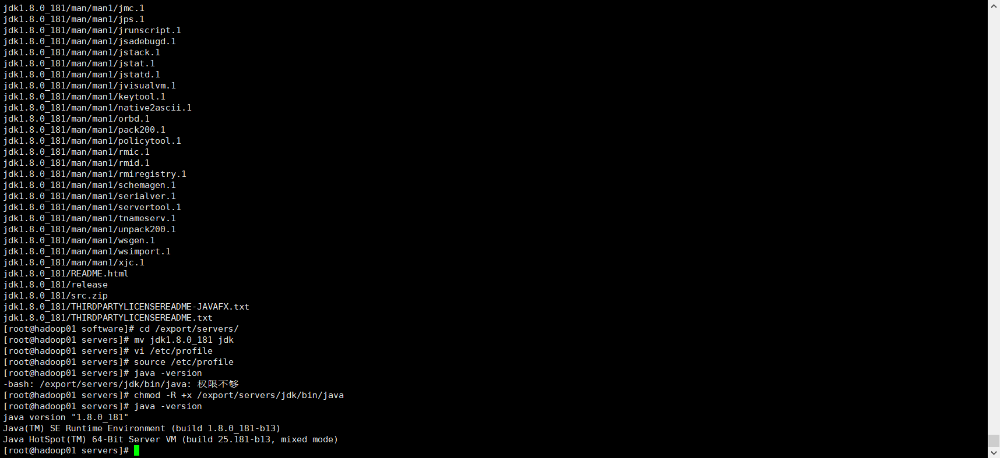 jdk1.8.0_181/man/man1/jmc.1
jdk1.8.0_181/man/man1/jps.1
jdk1.8.0_181/man/man1/jrunscript.1
jdk1.8.0_181/man/man1/jsadebugd.1
jdk1.8.0_181/man/man1/jstack.1
jdk1.8.0_181/man/man1/jstat.1
jdk1.8.0_181/man/man1/jstatd.1
jdk1.8.0_181/man/man1/jvisualvm.1
jdk1.8.0_181/man/man1/keytool.1
jdk1.8.0_181/man/man1/native2ascii.1
jdk1.8.0_181/man/man1/orbd.1
jdk1.8.0_181/man/man1/pack200.1
jdk1.8.0_181/man/man1/policytool.1
jdk1.8.0_181/man/man1/rmic.1
jdk1.8.0_181/man/man1/rmid.1
jdk1.8.0_181/man/man1/rmiregistry.1
jdk1.8.0_181/man/man1/schemagen.1
jdk1.8.0_181/man/man1/serialver.1
jdk1.8.0_181/man/man1/servertool.1
jdk1.8.0_181/man/man1/tnameserv.1
jdk1.8.0_181/man/man1/unpack200.1
jdk1.8.0_181/man/man1/wsgen.1
jdk1.8.0_181/man/man1/wsimport.1
jdk1.8.0_181/man/man1/xjc.1
jdk1.8.0_181/README.html
jdk1.8.0_181/release
jdk1.8.0_181/src.zip
jdk1.8.0_181/THIRDPARTYLICENSEREADME-JAVAFX.txt
jdk1.8.0_181/THIRDPARTYLICENSEREADME.txt
[root@hadoop01 software]# cd /export/servers/
[root@hadoop01 servers]# mv jdk1.8.0_181 jdk
[root@hadoop01 servers]# vi /etc/profile
[root@hadoop01 servers]# source /etc/profile
[root@hadoop01 servers]# java -version
-bash: /export/servers/jdk/bin/java: 权限不够
[root@hadoop01 servers]# chmod -R +x /export/servers/jdk/bin/java
[root@hadoop01 servers]# java -version
java version "1.8.0_181"
Java(TM) SE Runtime Environment (build 1.8.0_181-b13)
Java HotSpot(TM) 64-Bit Server VM (build 25.181-b13, mixed mode)
[root@hadoop01 servers]#